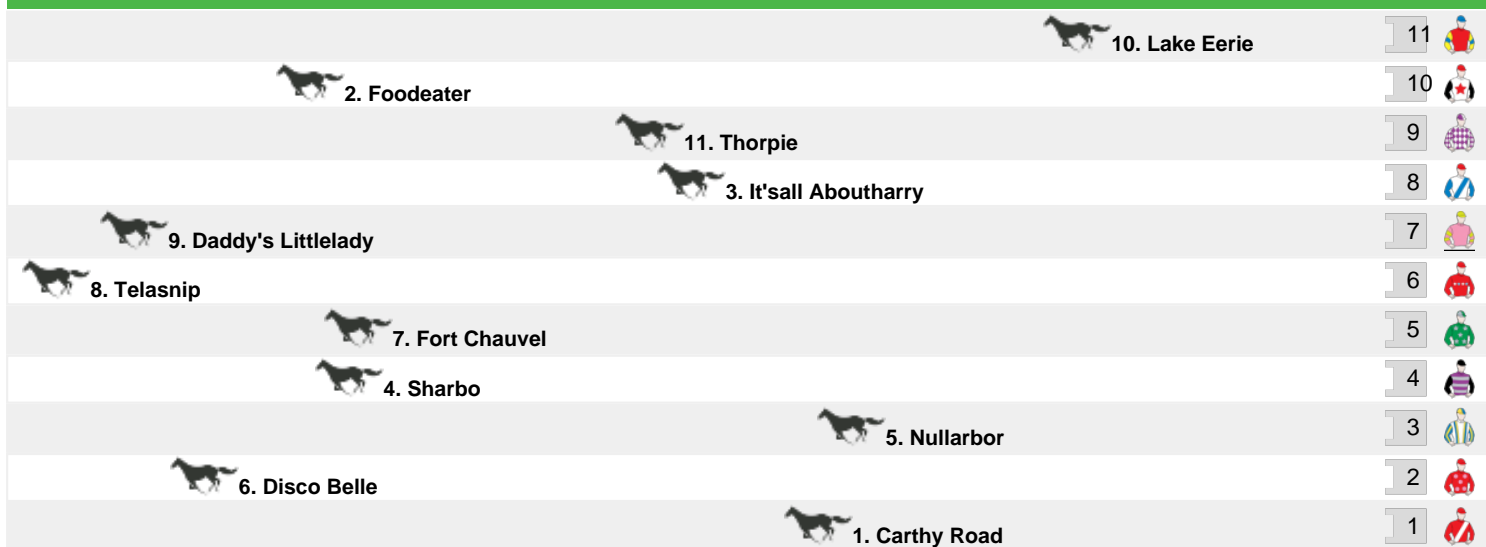 10. Lake Eerie 11
2. Foodeater 10
11. Thorpie 9
3. It'sall Aboutharry 8
9. Daddy's Littlelady 7
8. Telasnip 6
7. Fort Chauvel 5
4. Sharbo 4
5. Nullarbor 3
6. Disco Belle 2
1. Carthy Road 1